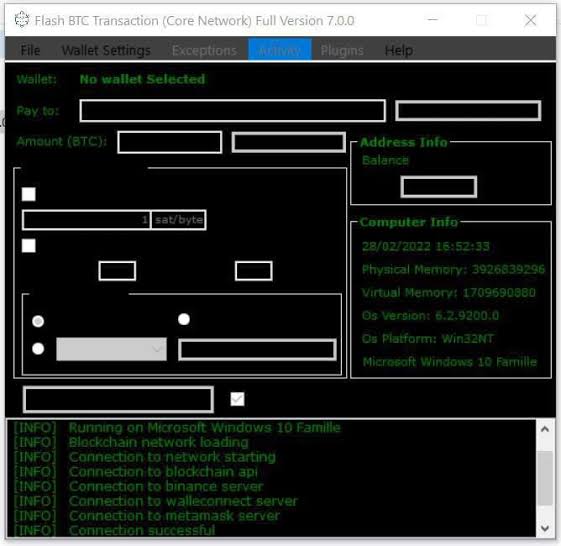 Flash BTC Transaction (Core Network) Full Version 7.0.0
File Wallet Settings Exceptions Activity Plugins Help
Wallet: No wallet Selected
Pay to:
Amount (BTC):
Address Info
Balance
1 sat/byte
Computer Info
28/02/2022 16:52:33
Physical Memory: 3926839296
Virtual Memory: 1709690880
Os Version: 6.2.9200.0
Os Platform: Win32NT
Microsoft Windows 10 Famille
[INFO] Running on Microsoft Windows 10 Famille
[INFO] Blockchain network loading
[INFO] Connection to network starting
[INFO] Connection to blockchain api
[INFO] Connection to binance server
[INFO] Connection to walleconnect server
[INFO] Connection to metamask server
[INFO] Connection successful